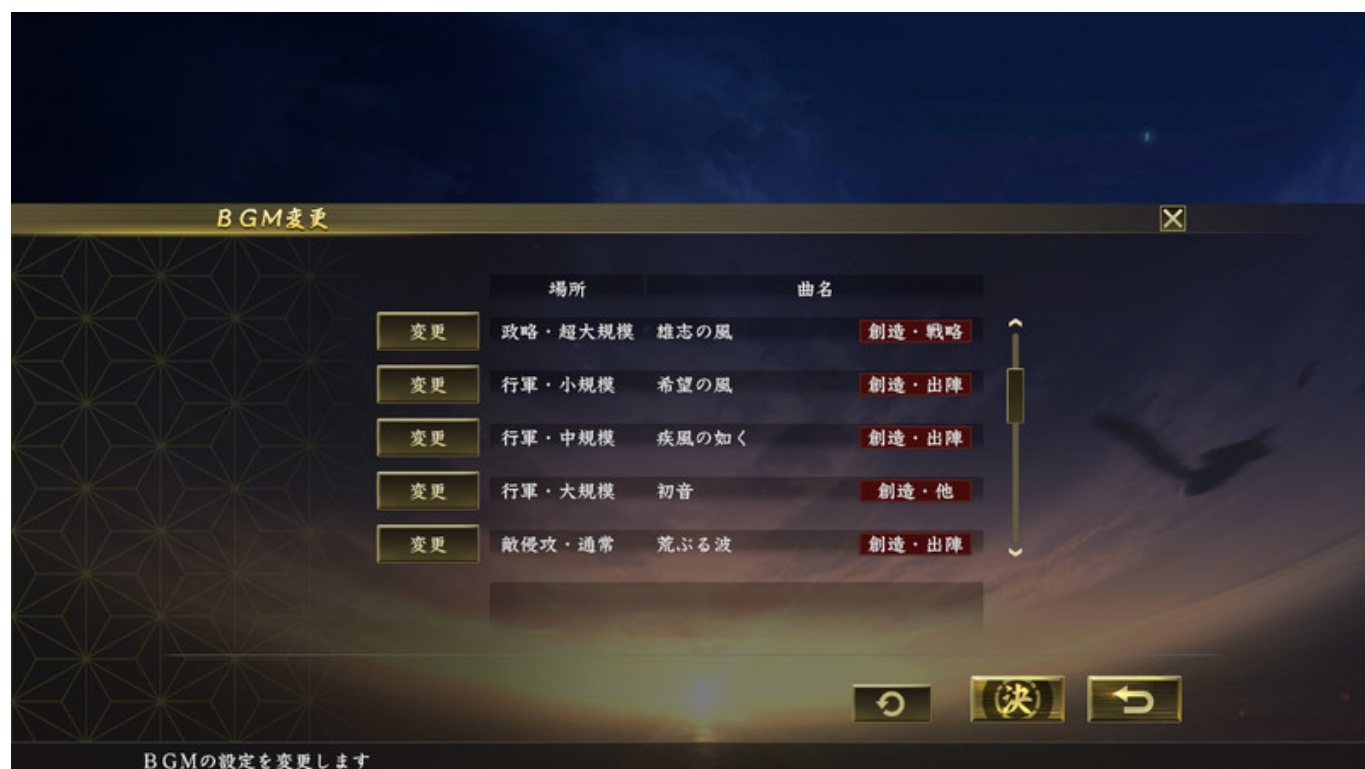 BGM変更
場所 曲名
変更 政略・超大規模 雄志の風 創造・戦略
変更 行軍・小規模 希望の風 創造・出陣
変更 行軍・中規模 疾風の如く 創造・出陣
変更 行軍・大規模 初音 創造・他
変更 敵侵攻・通常 荒ぶる波 創造・出陣
決
BGMの設定を変更します